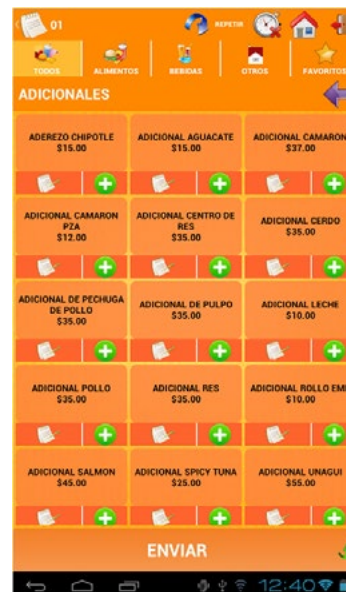 01
REPETIR
TODOS
ALIMENTOS
BEBIDAS
OTROS
FAVORITOS
ADICIONALES
ADEREZO CHIPOTLE
$15.00
ADICIONAL AGUACATE
$15.00
ADICIONAL CAMARON
$37.00
ADICIONAL CAMARON
PZA
$12.00
ADICIONAL CENTRO DE
RES
$35.00
ADICIONAL CERDO
$35.00
ADICIONAL DE PECHUGA
DE POLLO
$35.00
ADICIONAL DE PULPO
$35.00
ADICIONAL LECHE
$10.00
ADICIONAL POLLO
$35.00
ADICIONAL RES
$35.00
ADICIONAL ROLLO EM
$10.00
ADICIONAL SALMON
$45.00
ADICIONAL SPICY TUNA
$25.00
ADICIONAL UNAGUI
$55.00
ENVIAR
12:40